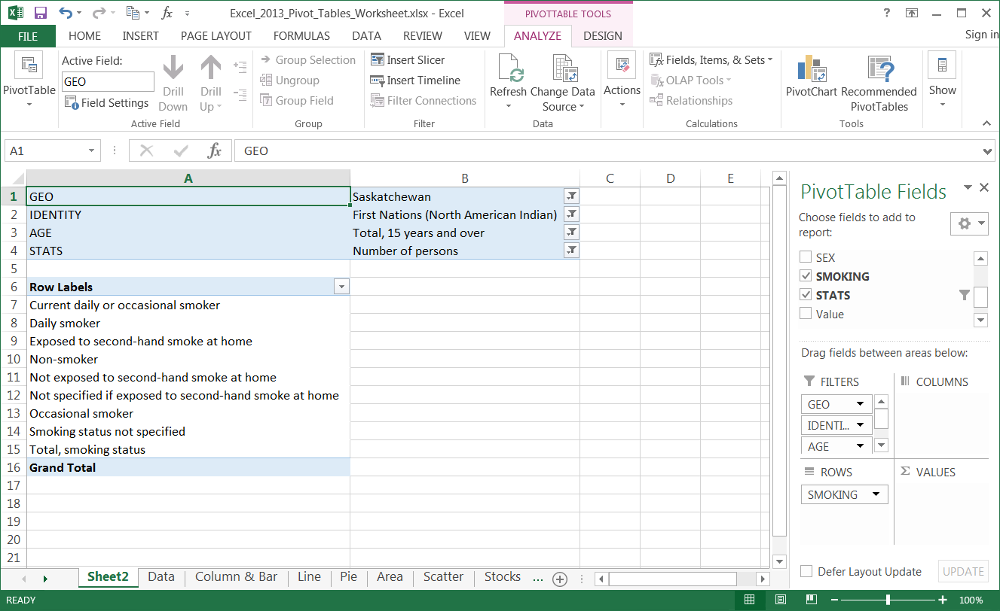 Excel_2013_Pivot_Tables_Worksheet.xlsx - Excel
PIVOTTABLE TOOLS
?
FILE HOME INSERT PAGE LAYOUT FORMULAS DATA REVIEW VIEW ANALYZE DESIGN Sign in
PivotTable
Active Field:
GEO
Field Settings
Drill Down
Drill Up
Active Field
Group Selection
Ungroup
Group Field
Group
Insert Slicer
Insert Timeline
Filter Connections
Filter
Refresh
Change Data Source
Data
Actions
Fields, Items, & Sets
OLAP Tools
Relationships
Calculations
PivotChart
Recommended PivotTables
Tools
Show
A1 fx GEO
A B C D E
1 GEO Saskatchewan
2 IDENTITY First Nations (North American Indian)
3 AGE Total, 15 years and over
4 STATS Number of persons
5
6 Row Labels
7 Current daily or occasional smoker
8 Daily smoker
9 Exposed to second-hand smoke at home
10 Non-smoker
11 Not exposed to second-hand smoke at home
12 Not specified if exposed to second-hand smoke at home
13 Occasional smoker
14 Smoking status not specified
15 Total, smoking status
16 Grand Total
17
18
19
20
21
PivotTable Fields
Choose fields to add to
report:
SEX
SMOKING
STATS
Value
Drag fields between areas below:
FILTERS
GEO
IDENTI...
AGE
COLUMNS
ROWS
SMOKING
Σ VALUES
Defer Layout Update UPDATE
Sheet2 Data Column & Bar Line Pie Area Scatter Stocks ...
READY 100%